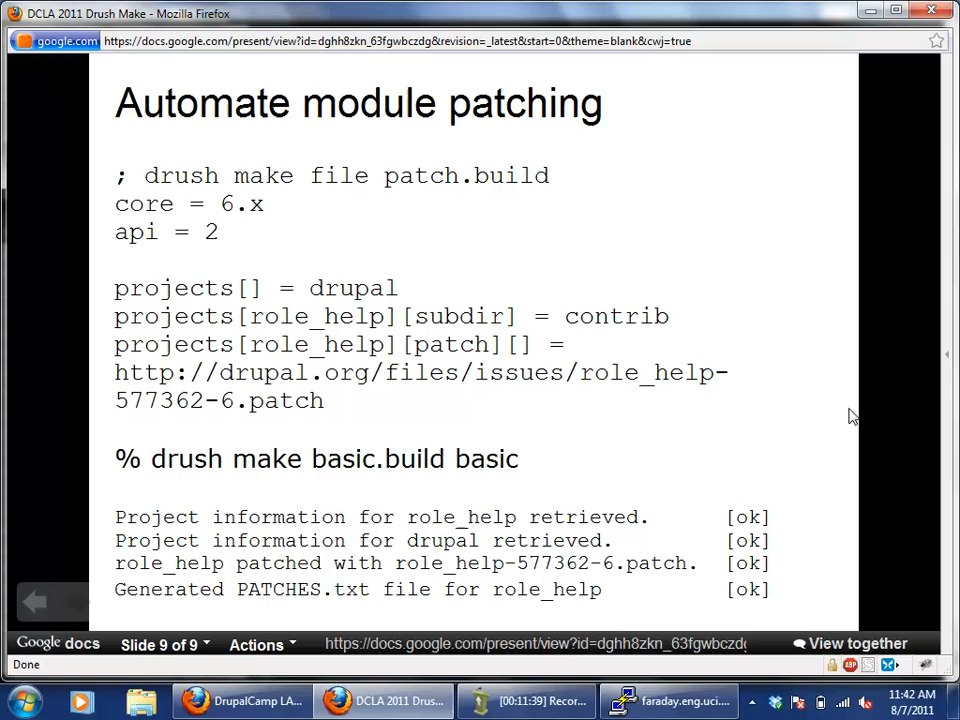 DCLA 2011 Drush Make - Mozilla Firefox
google.com https://docs.google.com/present/view?id=dghh8zkn_63fgwbczdg&revision=_latest&start=0&theme=blank&cwj=true
Automate module patching
; drush make file patch.build
core = 6.x
api = 2
projects[] = drupal
projects[role_help][subdir] = contrib
projects[role_help][patch][] =
http://drupal.org/files/issues/role_help-
577362-6.patch
% drush make basic.build basic
Project information for role_help retrieved. [ok]
Project information for drupal retrieved. [ok]
role_help patched with role_help-577362-6.patch. [ok]
Generated PATCHES.txt file for role_help [ok]
Google docs Slide 9 of 9 Actions https://docs.google.com/present/view?id=dghh8zkn_63fgwbczdg View together
Done ABP S
DrupalCamp LA... DCLA 2011 Drus... [00:11:39] Recor... faraday.eng.uci.... 11:42 AM
8/7/2011